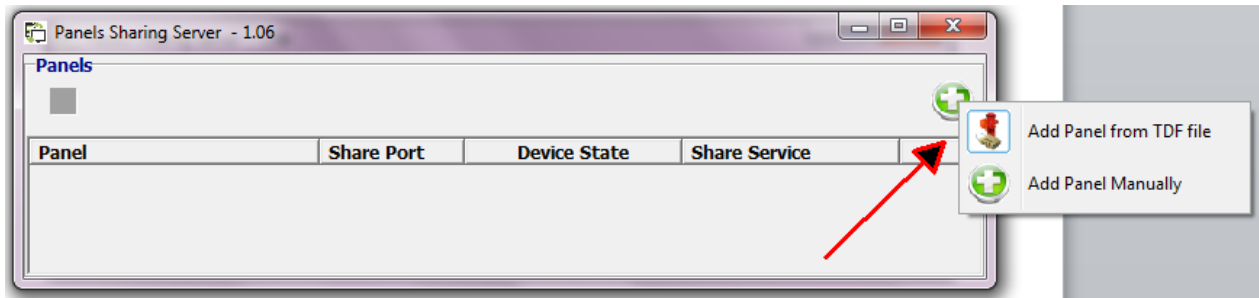 Panels Sharing Server - 1.06
Panels
Add Panel from TDF file
Panel Share Port Device State Share Service
Add Panel Manually